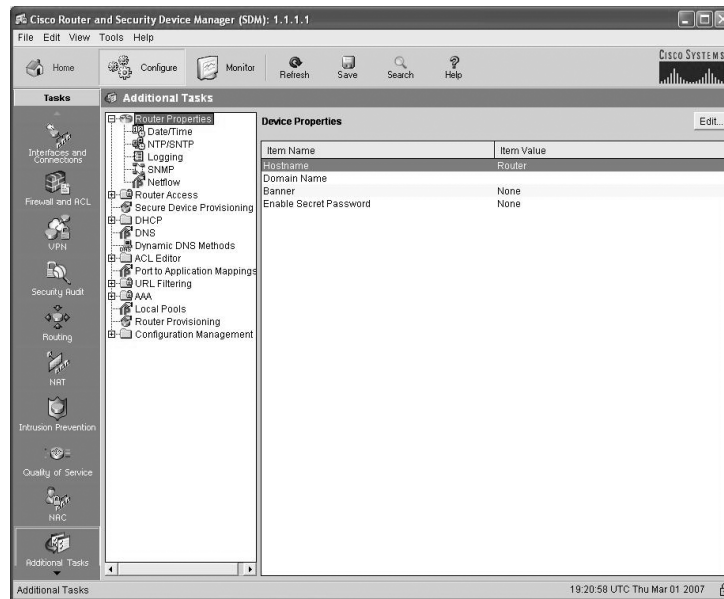 Cisco Router and Security Device Manager (SDM): 1.1.1.1
File Edit View Tools Help
Home
Configure
Monitor
Refresh
Save
Search
Help
CISCO SYSTEMS
Tasks
Additional Tasks
Interfaces and
Connections
Firewall and ACL
VPN
Security Audit
Routing
NAT
Intrusion Prevention
Quality of Service
NAC
Additional Tasks
Router Properties
Date/Time
NTP/SNTP
Logging
SNMP
Netflow
Router Access
Secure Device Provisioning
DHCP
DNS
Dynamic DNS Methods
ACL Editor
Port to Application Mappings
URL Filtering
AAA
Local Pools
Router Provisioning
Configuration Management
Device Properties
Edit...
Item Name Item Value
Hostname Router
Domain Name
Banner None
Enable Secret Password None
Additional Tasks
19:20:58 UTC Thu Mar 01 2007